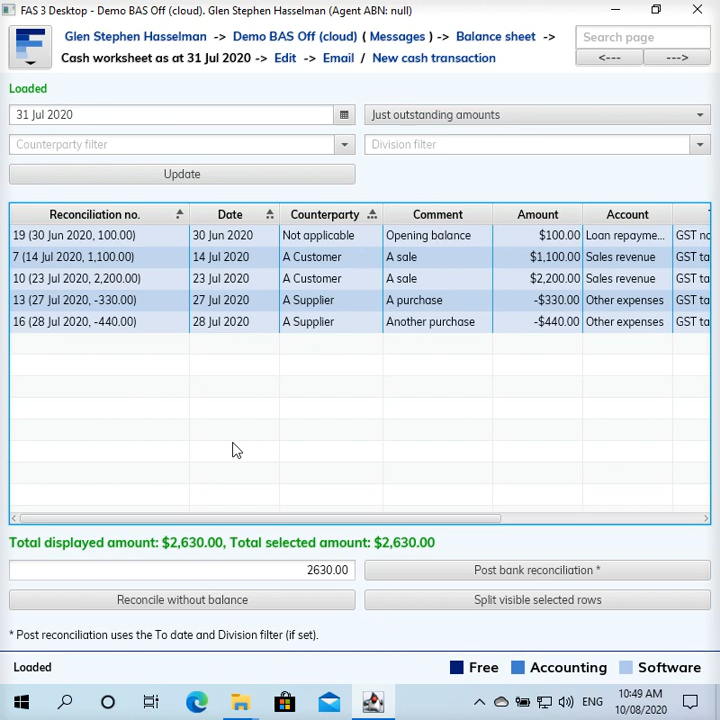 FAS 3 Desktop - Demo BAS Off (cloud). Glen Stephen Hasselman (Agent ABN: null)
Glen Stephen Hasselman -> Demo BAS Off (cloud) ( Messages ) -> Balance sheet ->
Cash worksheet as at 31 Jul 2020 -> Edit -> Email / New cash transaction
Search page
<--- --->
Loaded
31 Jul 2020 Just outstanding amounts
Counterparty filter Division filter
Update
Reconciliation no. Date Counterparty Comment Amount Account
19 (30 Jun 2020, 100.00) 30 Jun 2020 Not applicable Opening balance $100.00 Loan repayme... GST no
7 (14 Jul 2020, 1,100.00) 14 Jul 2020 A Customer A sale $1,100.00 Sales revenue GST ta
10 (23 Jul 2020, 2,200.00) 23 Jul 2020 A Customer A sale $2,200.00 Sales revenue GST ta
13 (27 Jul 2020, -330.00) 27 Jul 2020 A Supplier A purchase -$330.00 Other expenses GST ta
16 (28 Jul 2020, -440.00) 28 Jul 2020 A Supplier Another purchase -$440.00 Other expenses GST ta
Total displayed amount: $2,630.00, Total selected amount: $2,630.00
2630.00 Post bank reconciliation *
Reconcile without balance Split visible selected rows
* Post reconciliation uses the To date and Division filter (if set).
Loaded Free Accounting Software
ENG 10:49 AM
10/08/2020